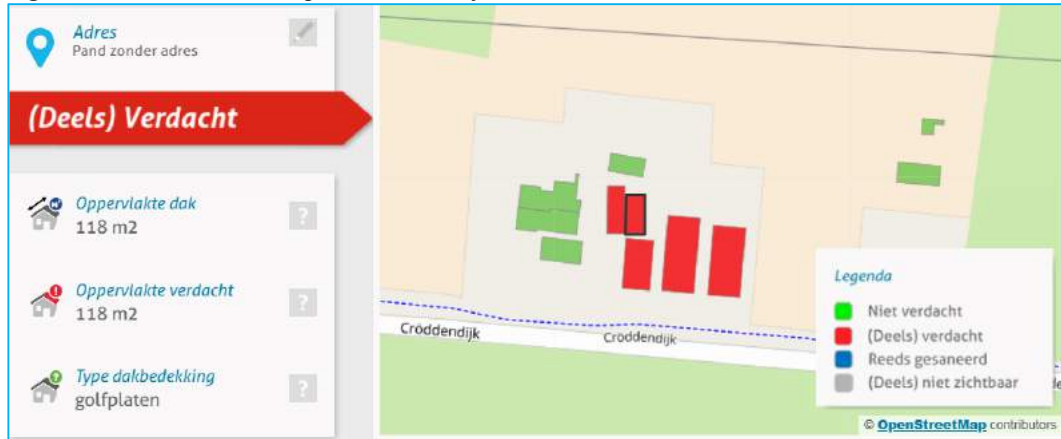 Adres
Pand zonder adres
(Deels) Verdacht
Oppervlakte dak
118 m2
Oppervlakte verdacht
118 m2
Type dakbedekking
golfplaten
Cröddendijk
Cröddendijk
Legenda
Niet verdacht
(Deels) verdacht
Reeds gesaneerd
(Deels) niet zichtbaar
© OpenStreetMap contributors